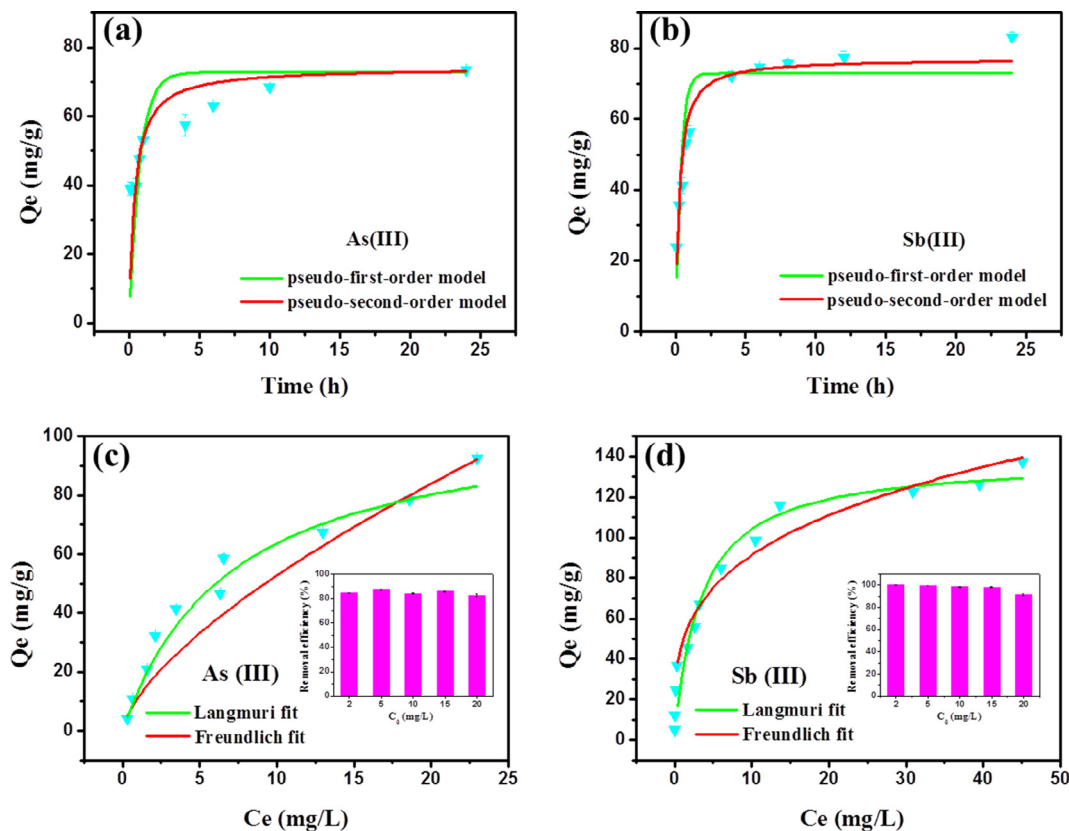 (a)
80
60
40
20
0
Qe (mg/g)
As(III)
pseudo-first-order model
pseudo-second-order model
0 5 10 15 20 25
Time (h)
(b)
80
60
40
20
0
Qe (mg/g)
Sb(III)
pseudo-first-order model
pseudo-second-order model
0 5 10 15 20 25
Time (h)
(c)
100
80
60
40
20
0
Qe (mg/g)
As (III)
Langmuri fit
Freundlich fit
100
80
60
40
20
0
Removal efficiency (%)
2 5 10 15 20
C0 (mg/L)
0 5 10 15 20 25
Ce (mg/L)
(d)
140
120
100
80
60
40
20
0
Qe (mg/g)
Sb (III)
Langmuri fit
Freundlich fit
100
80
60
40
20
0
Removal efficiency (%)
2 5 10 15 20
C0 (mg/L)
0 10 20 30 40 50
Ce (mg/L)